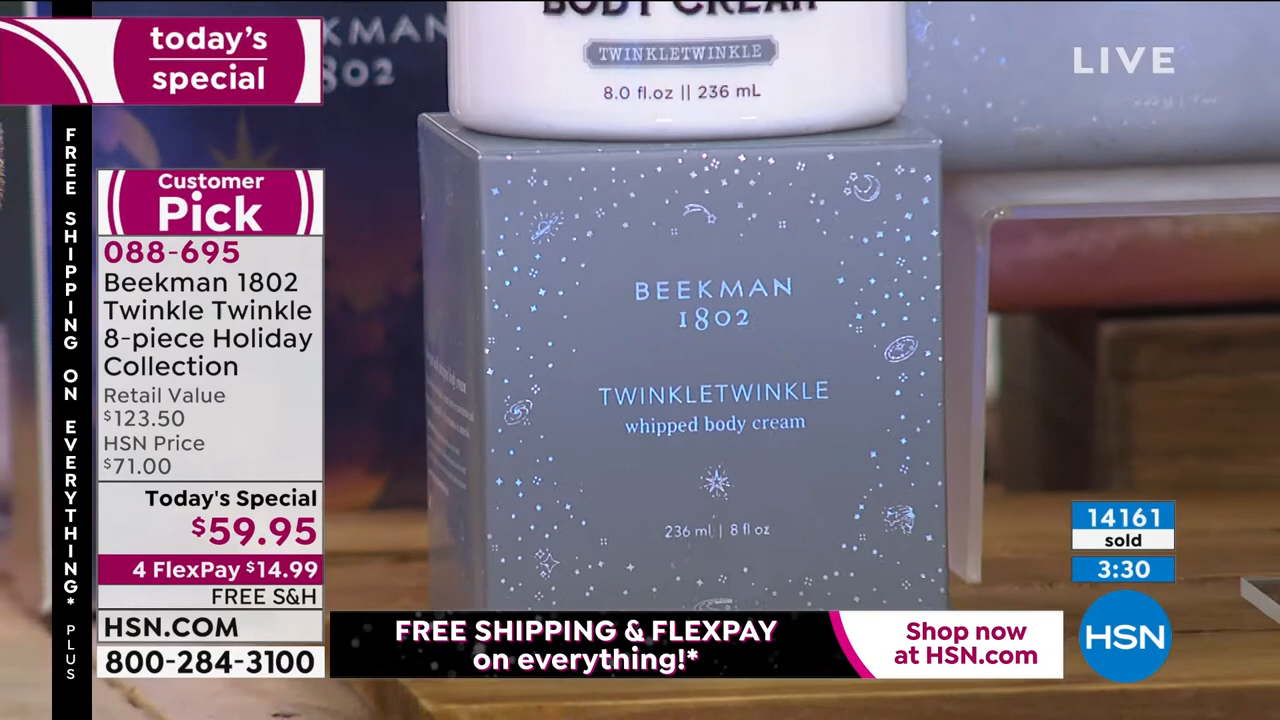 today's
special
KMAN
1802
BODY CREAM
TWINKLETWINKLE
8.0 fl.oz || 236 mL
LIVE
FREE SHIPPING ON EVERYTHING!* PLUS
Customer
Pick
088-695
Beekman 1802
Twinkle Twinkle
8-piece Holiday
Collection
Retail Value
$123.50
HSN Price
$71.00
Today's Special
$59.95
4 FlexPay $14.99
FREE S&H
HSN.COM
800-284-3100
BEEKMAN
1802
TWINKLETWINKLE
whipped body cream
236 ml | 8 fl oz
14161
sold
3:30
HSN
FREE SHIPPING & FLEXPAY
on everything!*
Shop now
at HSN.com